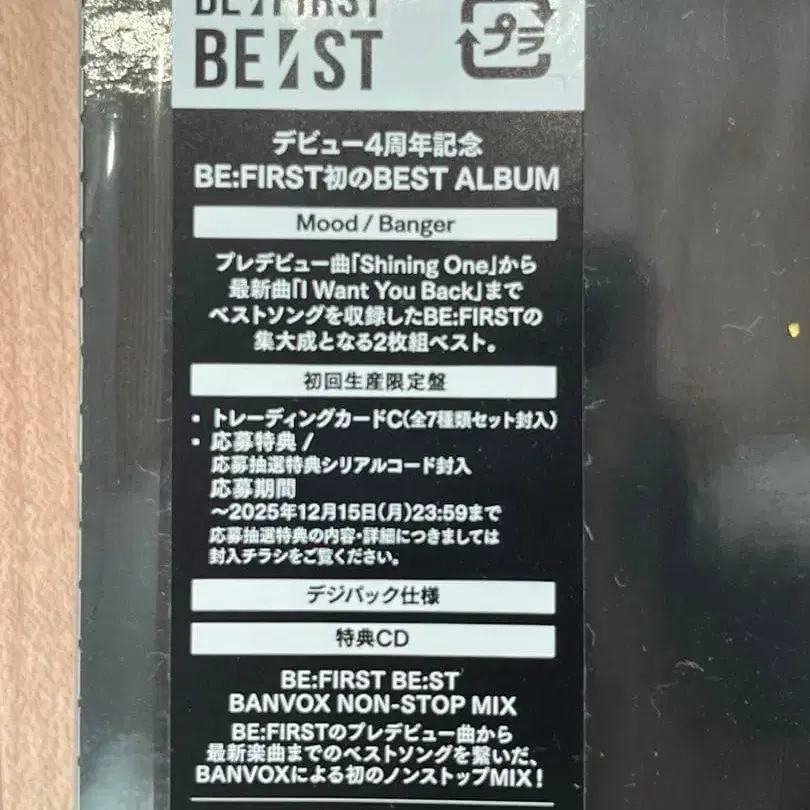 BE:FIRST
BE:ST
プラ
デビュー4周年記念
BE:FIRST初のBEST ALBUM
Mood / Banger
プレデビュー曲「Shining One」から
最新曲「I Want You Back」まで
ベストソングを収録したBE:FIRSTの
集大成となる2枚組ベスト。
初回生産限定盤
・トレーディングカードC(全7種類セット封入)
・応募特典 /
応募抽選特典シリアルコード封入
応募期間
～2025年12月15日(月)23:59まで
応募抽選特典の内容・詳細につきましては
封入チラシをご覧ください。
デジパック仕様
特典CD
BE:FIRST BE:ST
BANVOX NON-STOP MIX
BE:FIRSTのプレデビュー曲から
最新楽曲までのベストソングを繋いだ、
BANVOXによる初のノンストップMIX!